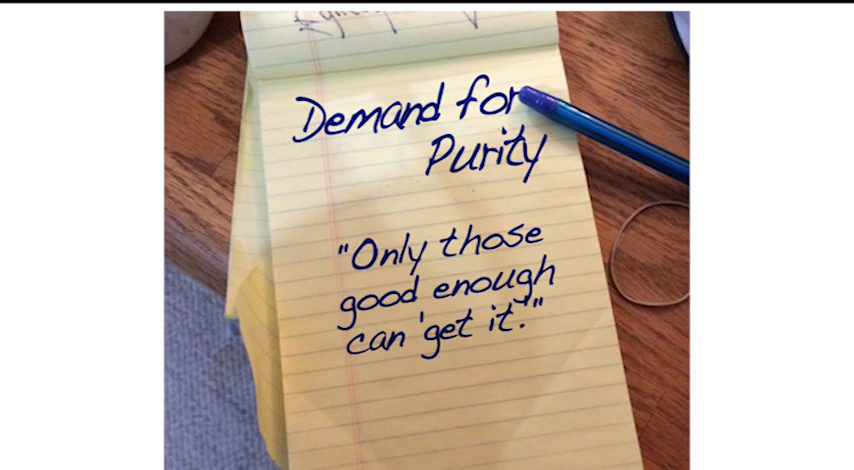 Demand for
Purity
"Only those
good enough
can 'get it'."